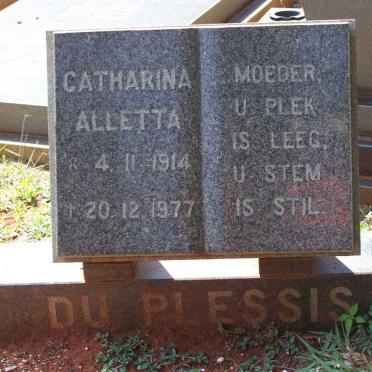 CATHARINA
ALLETTA
* 4.11.1914
† 20.12.1977
MOEDER,
U PLEK
IS LEEG,
U STEM
IS STIL.
DU PLESSIS